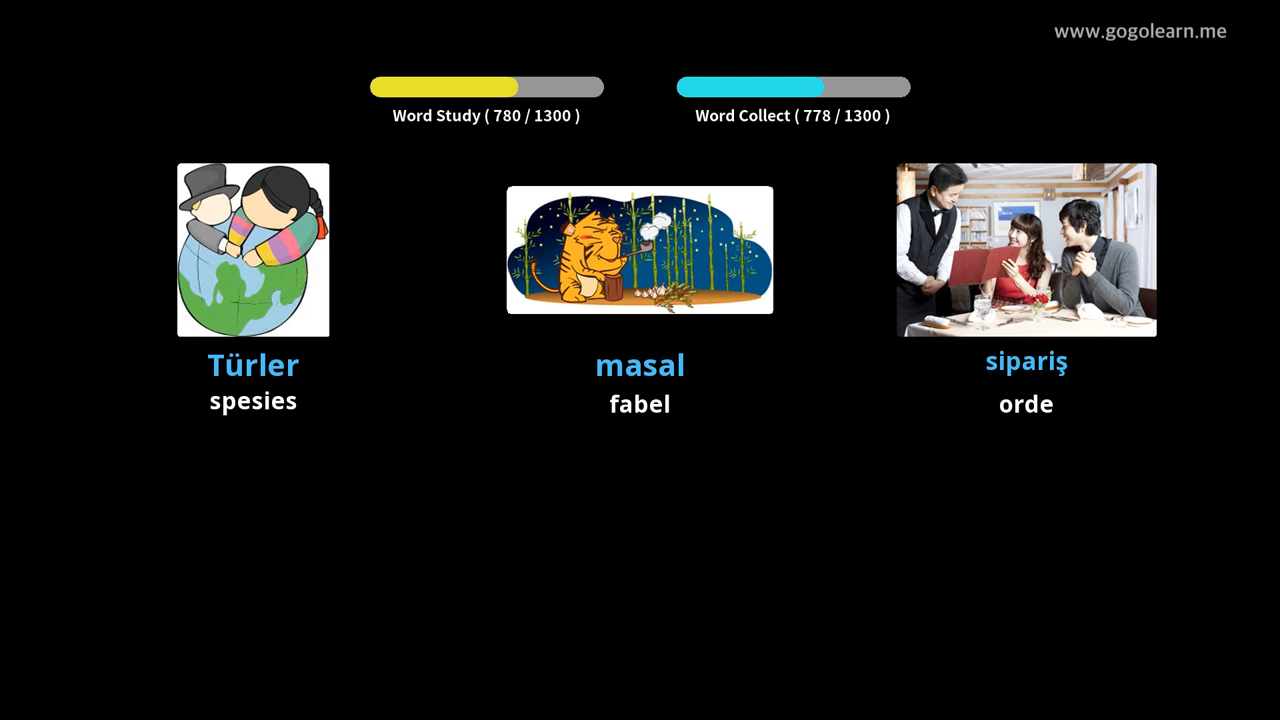 www.gogolearn.me
Word Study ( 780 / 1300 )
Word Collect ( 778 / 1300 )
Türler
spesies
masal
fabel
sipariş
orde